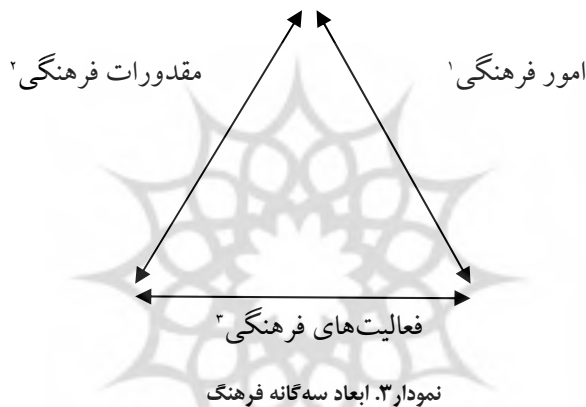 امور فرهنگی۱
مقدورات فرهنگی۲
فعالیت‌های فرهنگی۳
نمودار۳. ابعاد سه‌گانه فرهنگ